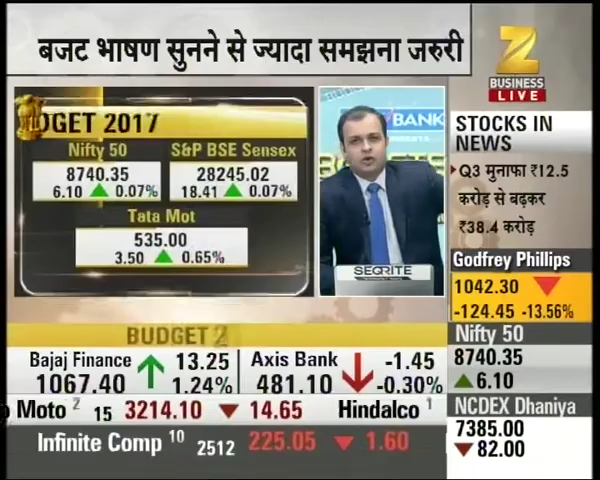 बजट भाषण सुनने से ज्यादा समझना जरुरी
Z
BUSINESS
LIVE
DGET 2017
Nifty 50
8740.35
6.10 0.07%
S&P BSE Sensex
28245.02
18.41 0.07%
Tata Mot
535.00
3.50 0.65%
BANK
SEQRITE
STOCKS IN
NEWS
Q3 मुनाफा ₹12.5
करोड़ से बढ़कर
₹38.4 करोड़
Godfrey Phillips
1042.30
-124.45 -13.56%
Nifty 50
8740.35
6.10
NCDEX Dhaniya
7385.00
82.00
BUDGET 2
Bajaj Finance 13.25
1067.40 1.24%
Axis Bank -1.45
481.10 -0.30%
Moto 2 15 3214.10 14.65 Hindalco 1
Infinite Comp 10 2512 225.05 1.60